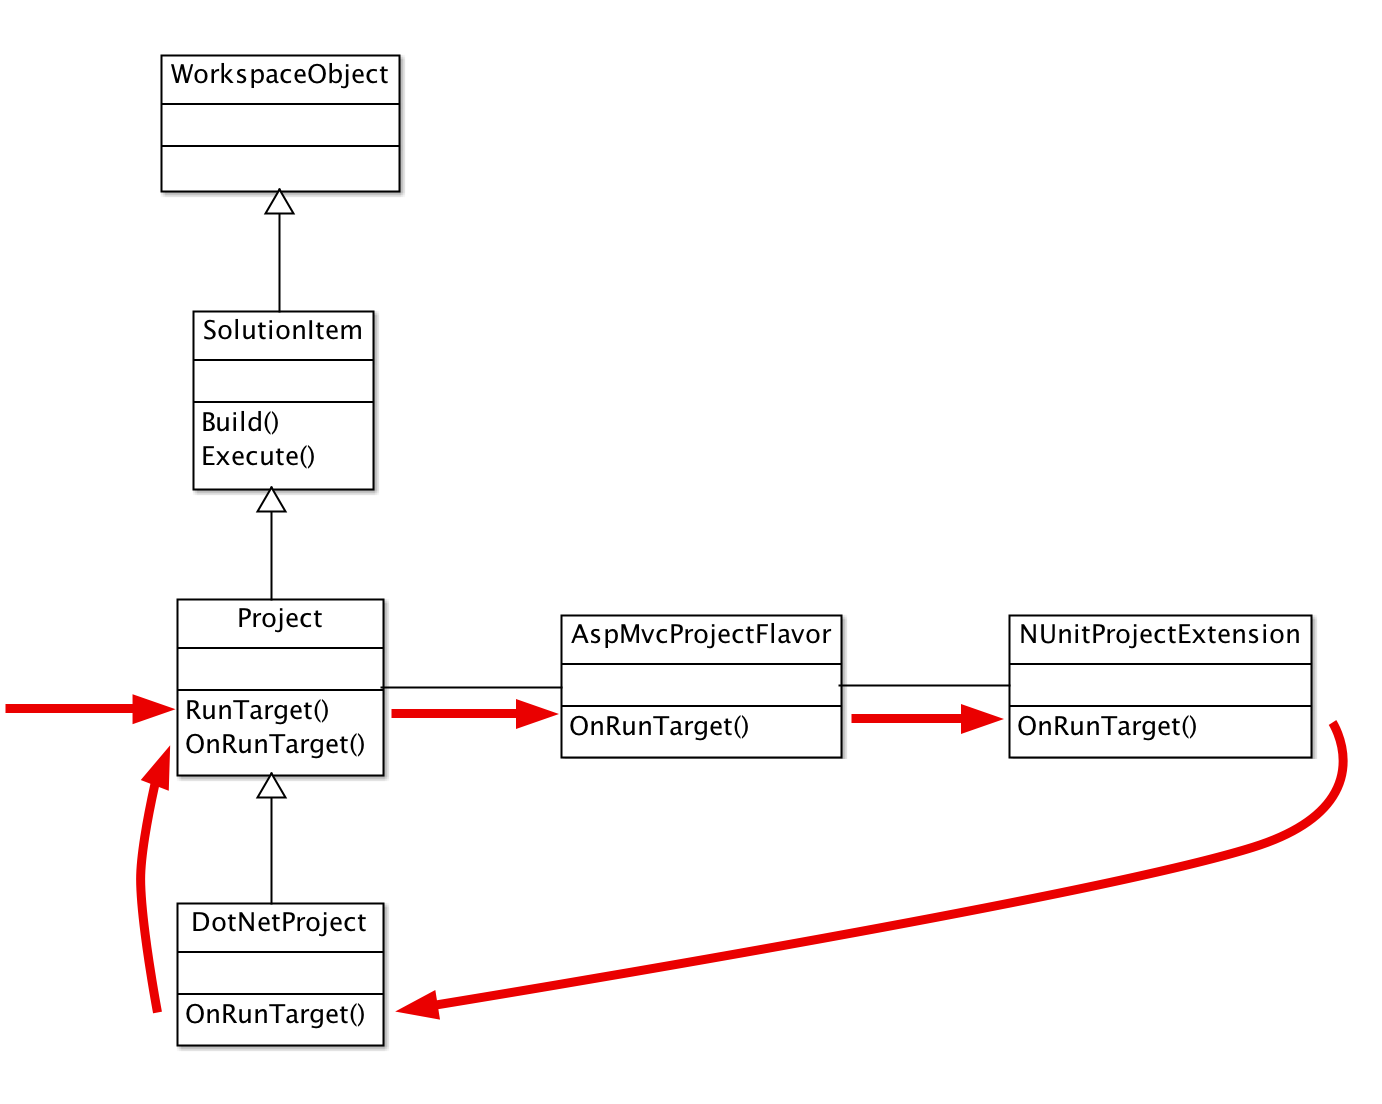 WorkspaceObject
SolutionItem
Build()
Execute()
Project
RunTarget()
OnRunTarget()
AspMvcProjectFlavor
OnRunTarget()
NUnitProjectExtension
OnRunTarget()
DotNetProject
OnRunTarget()